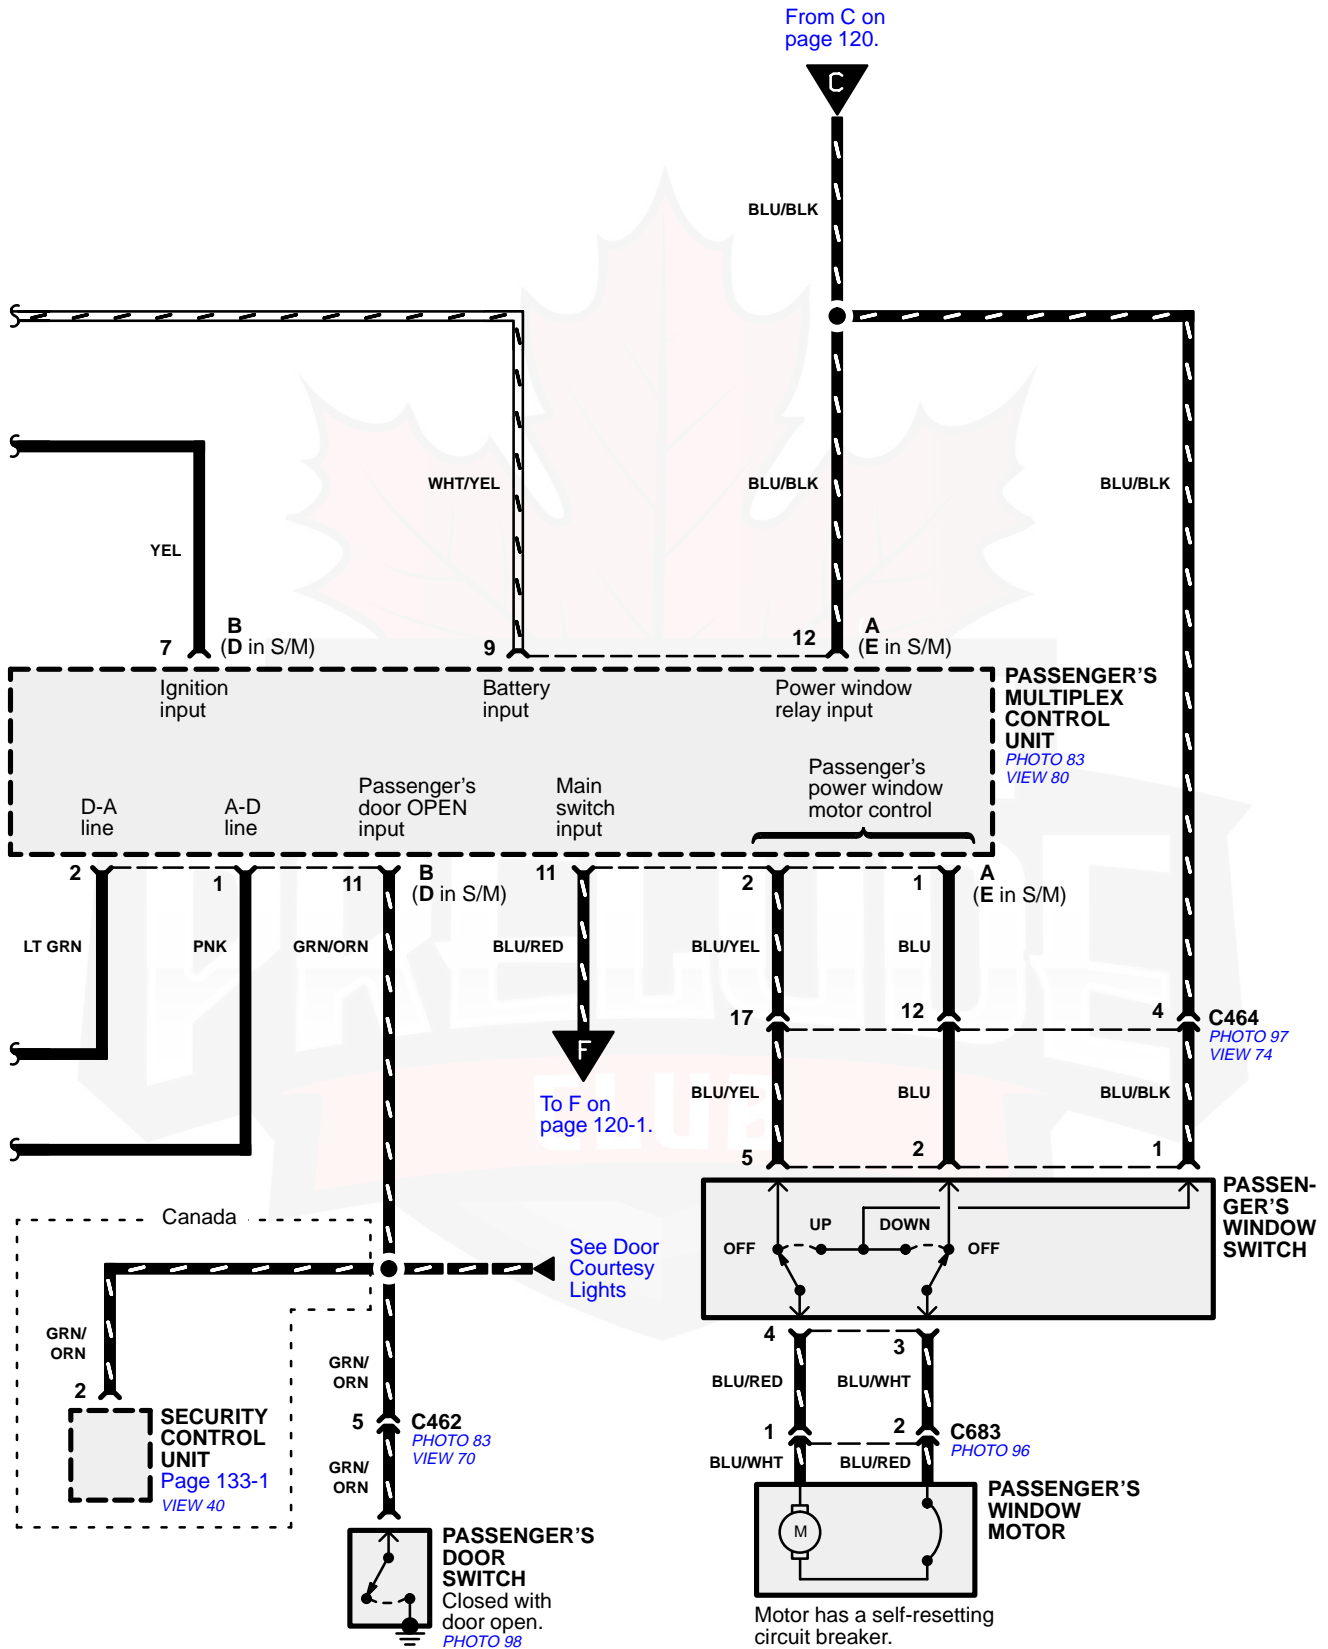 From C on
page 120.
C
BLU/BLK
WHT/YEL
BLU/BLK
BLU/BLK
YEL
7
B
(D in S/M)
9
12
A
(E in S/M)
Ignition
input
Battery
input
Power window
relay input
PASSENGER'S
MULTIPLEX
CONTROL
UNIT
PHOTO 83
VIEW 80
D-A
line
A-D
line
Passenger's
door OPEN
input
Main
switch
input
Passenger's
power window
motor control
2
1
11
B
(D in S/M)
11
2
1
A
(E in S/M)
LT GRN
PNK
GRN/ORN
BLU/RED
BLU/YEL
BLU
17
12
4
C464
PHOTO 97
VIEW 74
F
To F on
page 120-1.
BLU/YEL
BLU
BLU/BLK
PRELUDE
CLUB
5
2
1
PASSEN-
GER'S
WINDOW
SWITCH
UP
DOWN
OFF
OFF
Canada
See Door
Courtesy
Lights
GRN/
ORN
2
SECURITY
CONTROL
UNIT
Page 133-1
VIEW 40
GRN/
ORN
5
C462
PHOTO 83
VIEW 70
GRN/
ORN
4
3
BLU/RED
BLU/WHT
1
2
C683
PHOTO 96
BLU/WHT
BLU/RED
M
PASSENGER'S
WINDOW
MOTOR
PASSENGER'S
DOOR
SWITCH
Closed with
door open.
PHOTO 98
Motor has a self-resetting
circuit breaker.